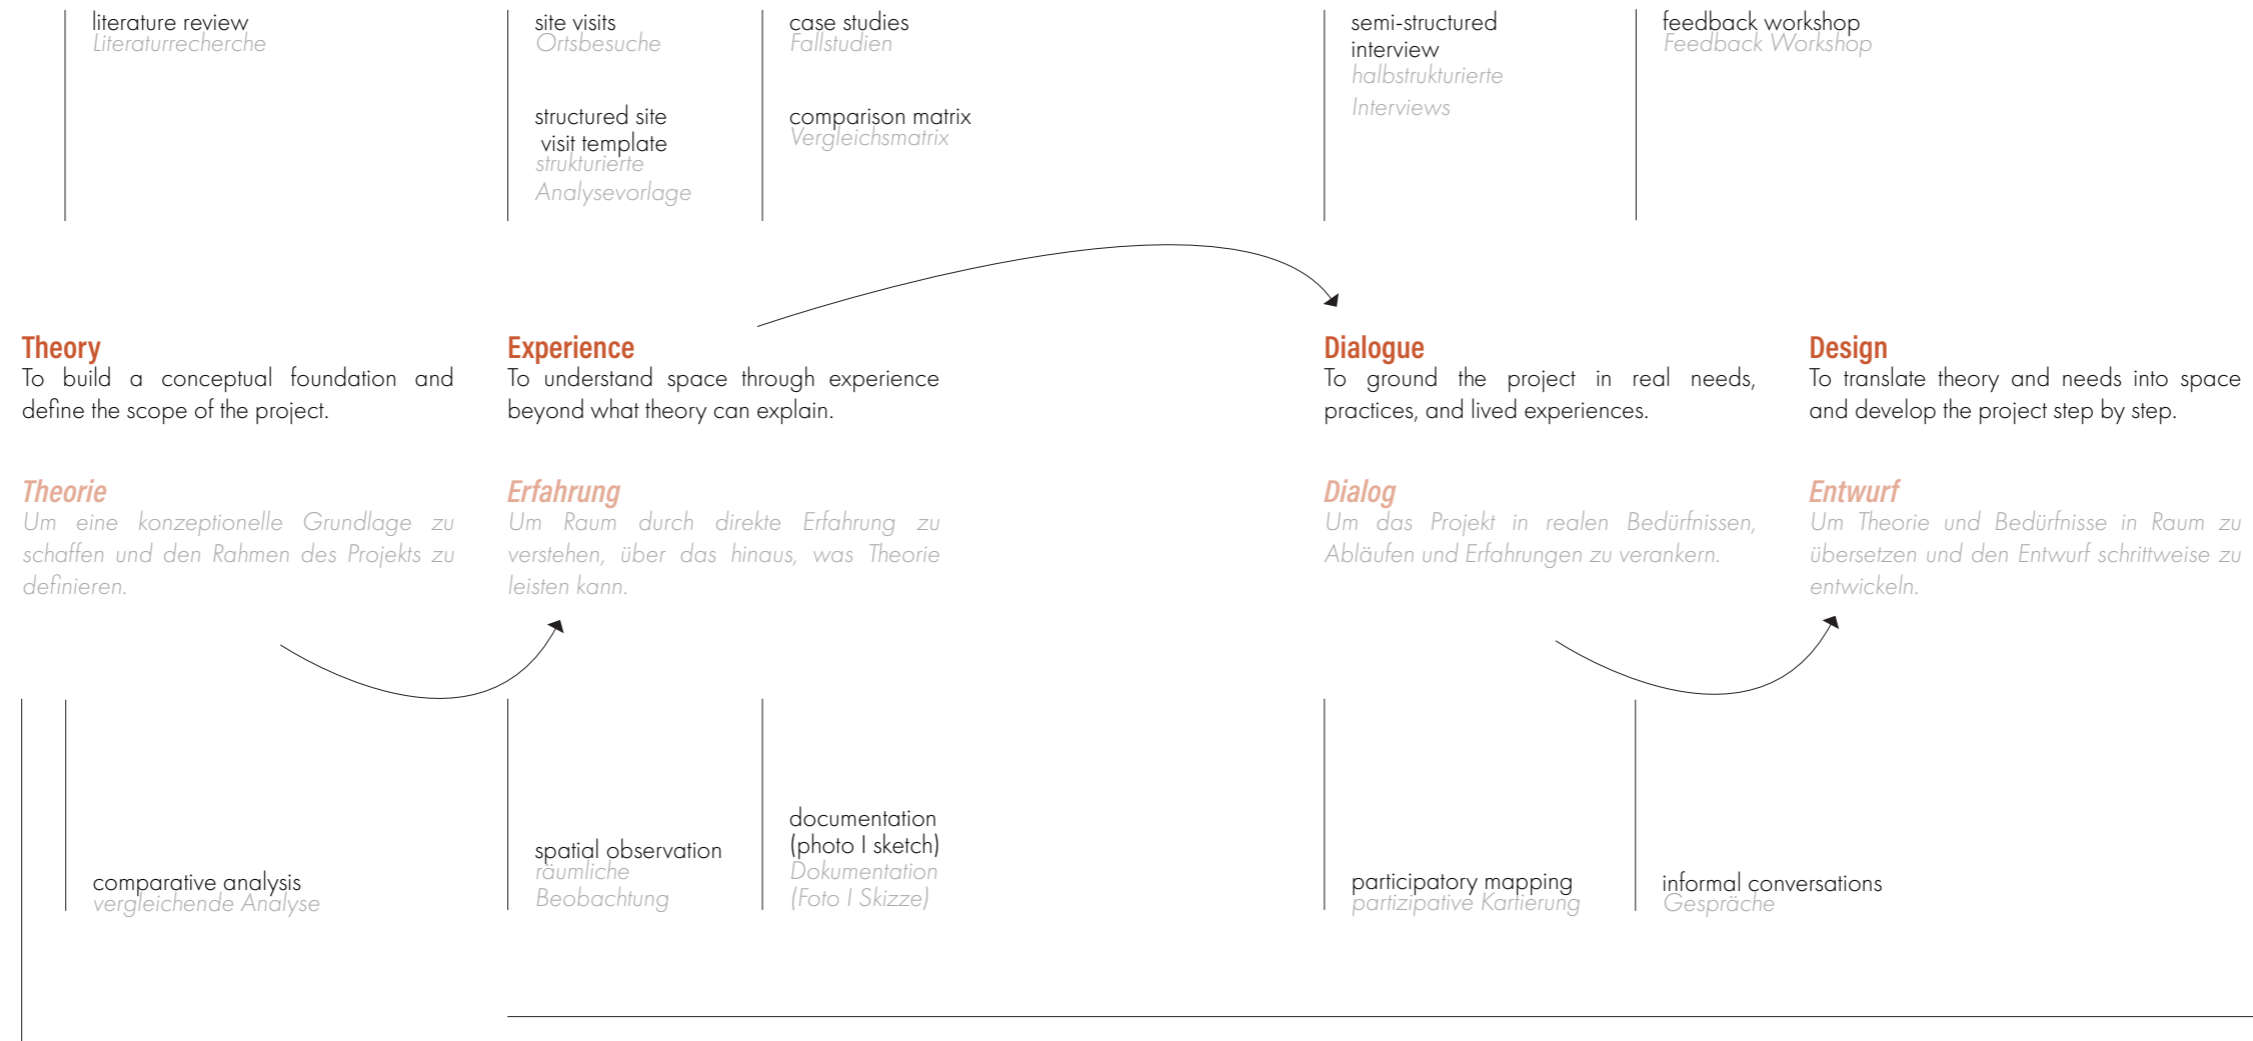 literature review
Literaturrecherche
site visits
Ortsbesuche
structured site
visit template
strukturierte
Analysevorlage
case studies
Fallstudien
comparison matrix
Vergleichsmatrix
semi-structured
interview
halbstrukturierte
Interviews
feedback workshop
Feedback Workshop
Theory
To build a conceptual foundation and
define the scope of the project.
Theorie
Um eine konzeptionelle Grundlage zu
schaffen und den Rahmen des Projekts zu
definieren.
Experience
To understand space through experience
beyond what theory can explain.
Erfahrung
Um Raum durch direkte Erfahrung zu
verstehen, über das hinaus, was Theorie
leisten kann.
Dialogue
To ground the project in real needs,
practices, and lived experiences.
Dialog
Um das Projekt in realen Bedürfnissen,
Abläufen und Erfahrungen zu verankern.
Design
To translate theory and needs into space
and develop the project step by step.
Entwurf
Um Theorie und Bedürfnisse in Raum zu
übersetzen und den Entwurf schrittweise zu
entwickeln.
comparative analysis
vergleichende Analyse
spatial observation
räumliche
Beobachtung
documentation
(photo I sketch)
Dokumentation
(Foto I Skizze)
participatory mapping
partizipative Kartierung
informal conversations
Gespräche